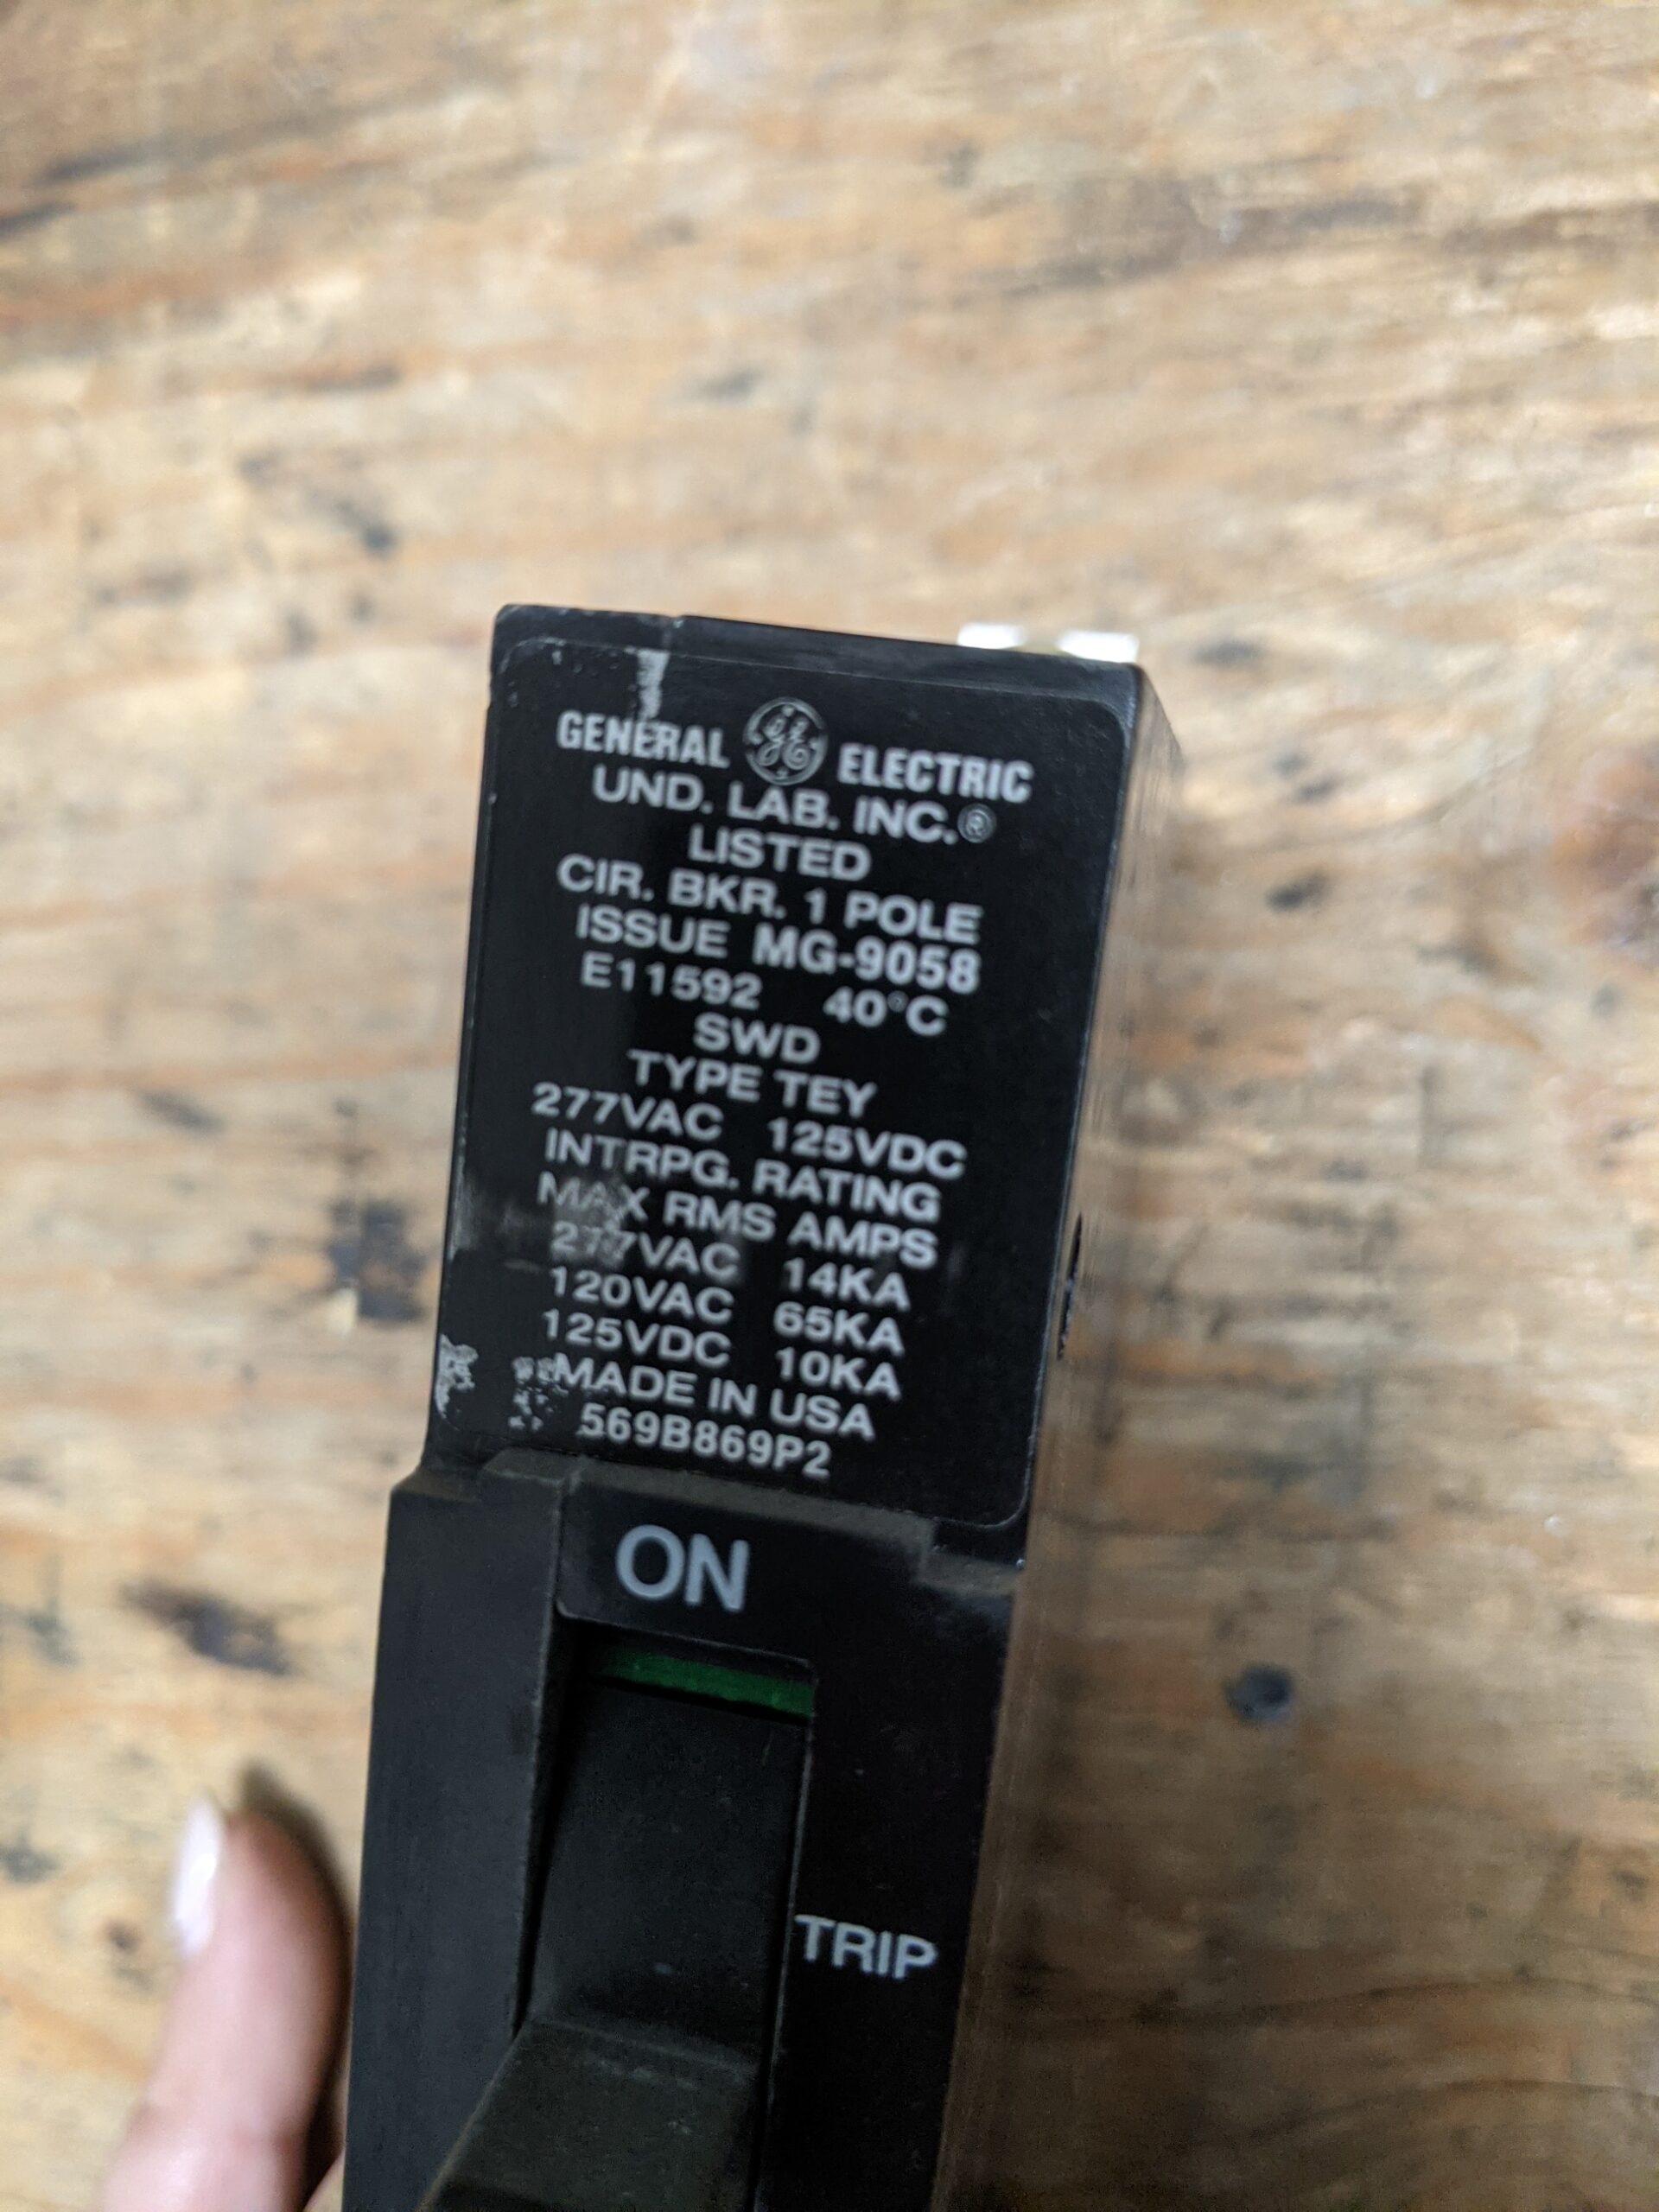 GENERAL GE ELECTRIC
UND. LAB. INC.®
LISTED
CIR. BKR. 1 POLE
ISSUE MG-9058
E11592 40°C
SWD
TYPE TEY
277VAC 125VDC
INTRPG. RATING
MAX RMS AMPS
277VAC 14KA
120VAC 65KA
125VDC 10KA
MADE IN USA
569B869P2
ON
TRIP